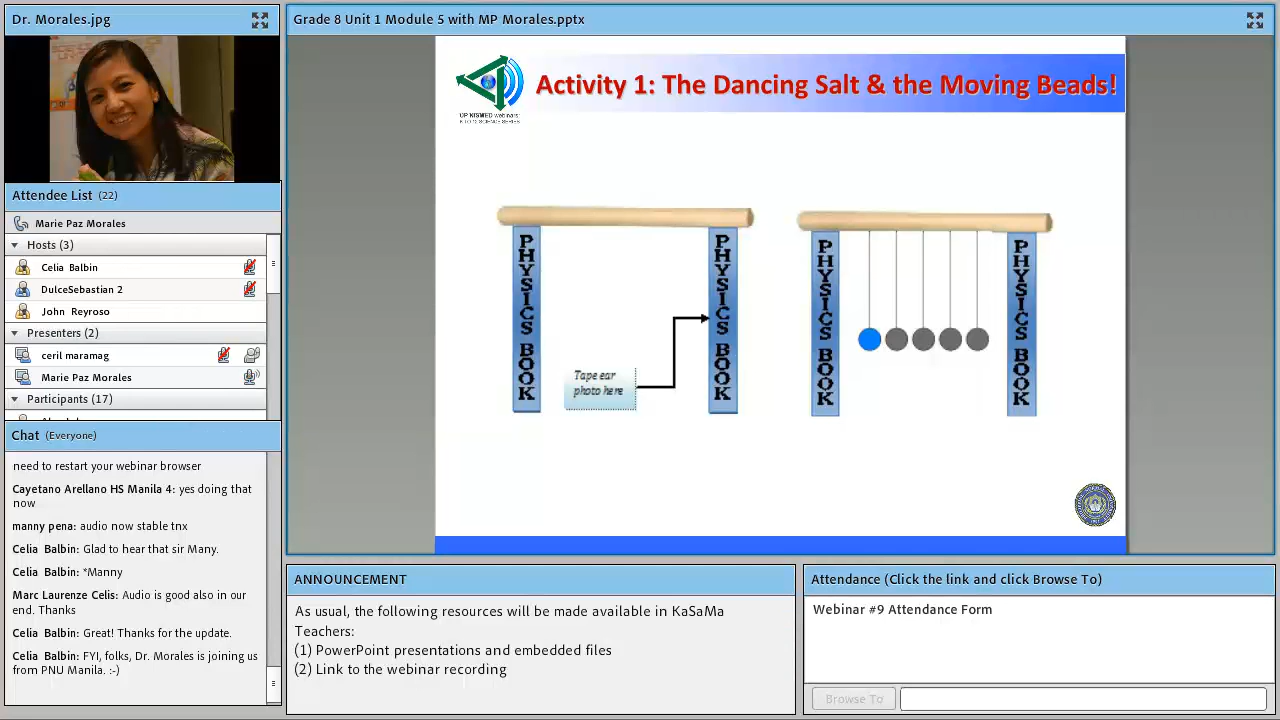 Dr. Morales.jpg
Attendee List (22)
Marie Paz Morales
Hosts (3)
Celia Balbin
DulceSebastian 2
John Reyroso
Presenters (2)
ceril maramag
Marie Paz Morales
Participants (17)
Chat (Everyone)
need to restart your webinar browser
Cayetano Arellano HS Manila 4: yes doing that
now
manny pena: audio now stable tnx
Celia Balbin: Glad to hear that sir Many.
Celia Balbin: *Manny
Marc Laurenze Celis: Audio is good also in our
end. Thanks
Celia Balbin: Great! Thanks for the update.
Celia Balbin: FYI, folks, Dr. Morales is joining us
from PNU Manila. :-)
Grade 8 Unit 1 Module 5 with MP Morales.pptx
UP NISMED webinars:
K TO 12 SCIENCE SERIES
Activity 1: The Dancing Salt & the Moving Beads!
PHYSICS BOOK
PHYSICS BOOK
Tape ear
photo here
PHYSICS BOOK
PHYSICS BOOK
ANNOUNCEMENT
As usual, the following resources will be made available in KaSaMa
Teachers:
(1) PowerPoint presentations and embedded files
(2) Link to the webinar recording
Attendance (Click the link and click Browse To)
Webinar #9 Attendance Form
Browse To